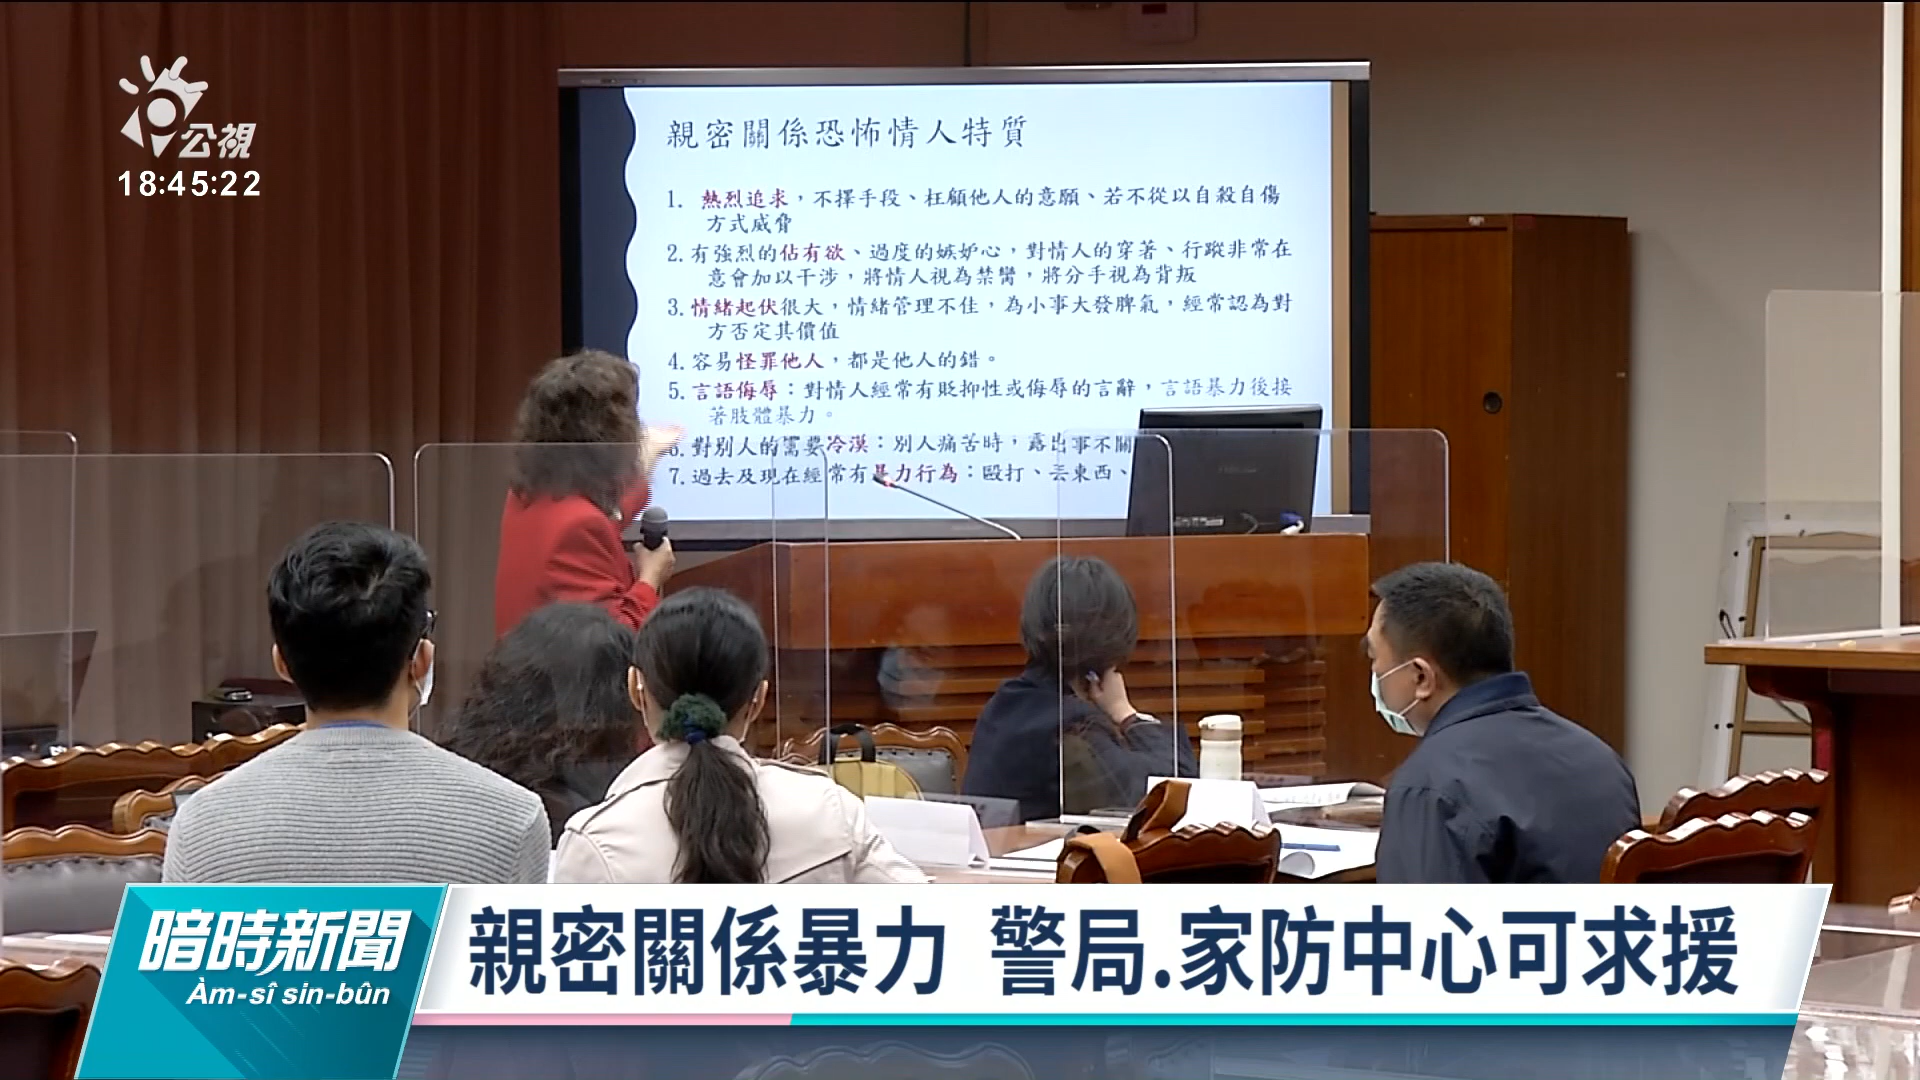 公視
18:45:22
親密關係恐怖情人特質
1. 熱烈追求，不擇手段、枉顧他人的意願、若不從以自殺自傷
方式威脅
2. 有強烈的佔有欲、過度的嫉妒心，對情人的穿著、行蹤非常在
意會加以干涉，將情人視為禁臠，將分手視為背叛
3. 情緒起伏很大，情緒管理不佳，為小事大發脾氣，經常認為對
方否定其價值
4. 容易怪罪他人，都是他人的錯。
5. 言語侮辱：對情人經常有貶抑性或侮辱的言辭，言語暴力後接
著肢體暴力。
6. 對別人的需要冷漠：別人痛苦時，露出事不關
7. 過去及現在經常有暴力行為：毆打、丟東西、
暗時新聞
Àm-sî sin-bûn
親密關係暴力 警局.家防中心可求援